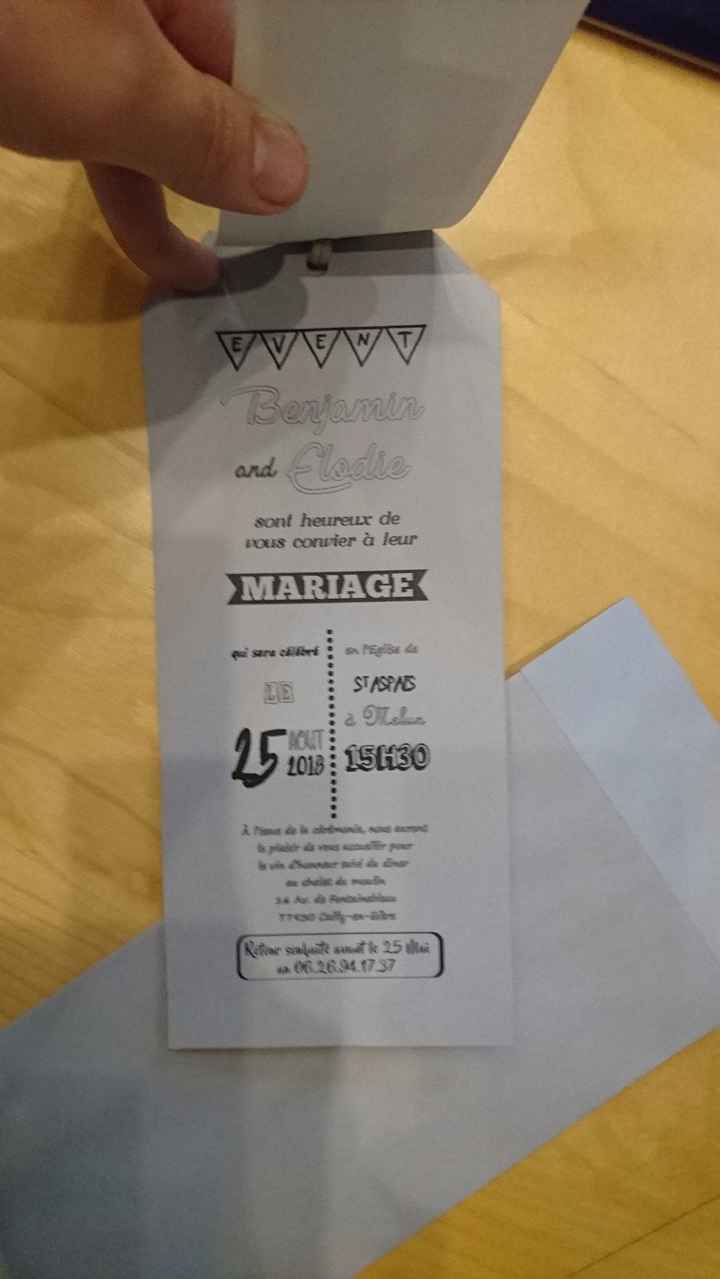 EVENT
Benjamin
and Elodie
sont heureux de
vous convier à leur
MARIAGE
qui sera célébré
LE
25 AOUT
2018
en l'Eglise de
ST ASPAIS
à Melun
15H30
À l'issue de la cérémonie, nous aurons
le plaisir de vous accueillir pour
le vin d'honneur suivi du dîner
au chalet du moulin
Av. de Fontainebleau
Retour souhaité avant le 25 Mai
au 06.26.94.17.37